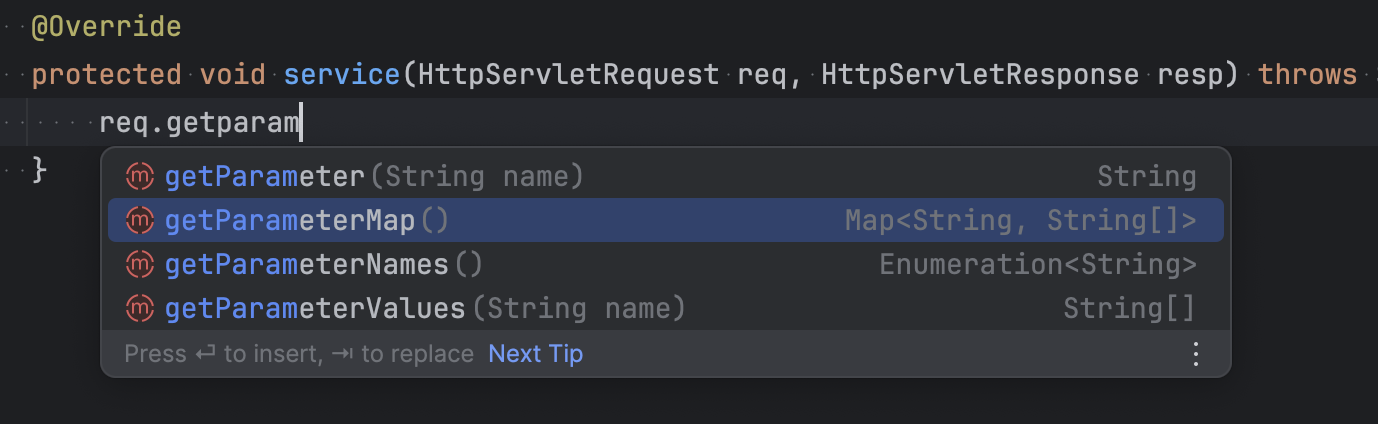 @Override
protected void service(HttpServletRequest req, HttpServletResponse resp) throws
req.getparam
}
getParameter(String name) String
getParameterMap() Map<String, String[]>
getParameterNames() Enumeration<String>
getParameterValues(String name) String[]
Press ↵ to insert, ⇥ to replace Next Tip